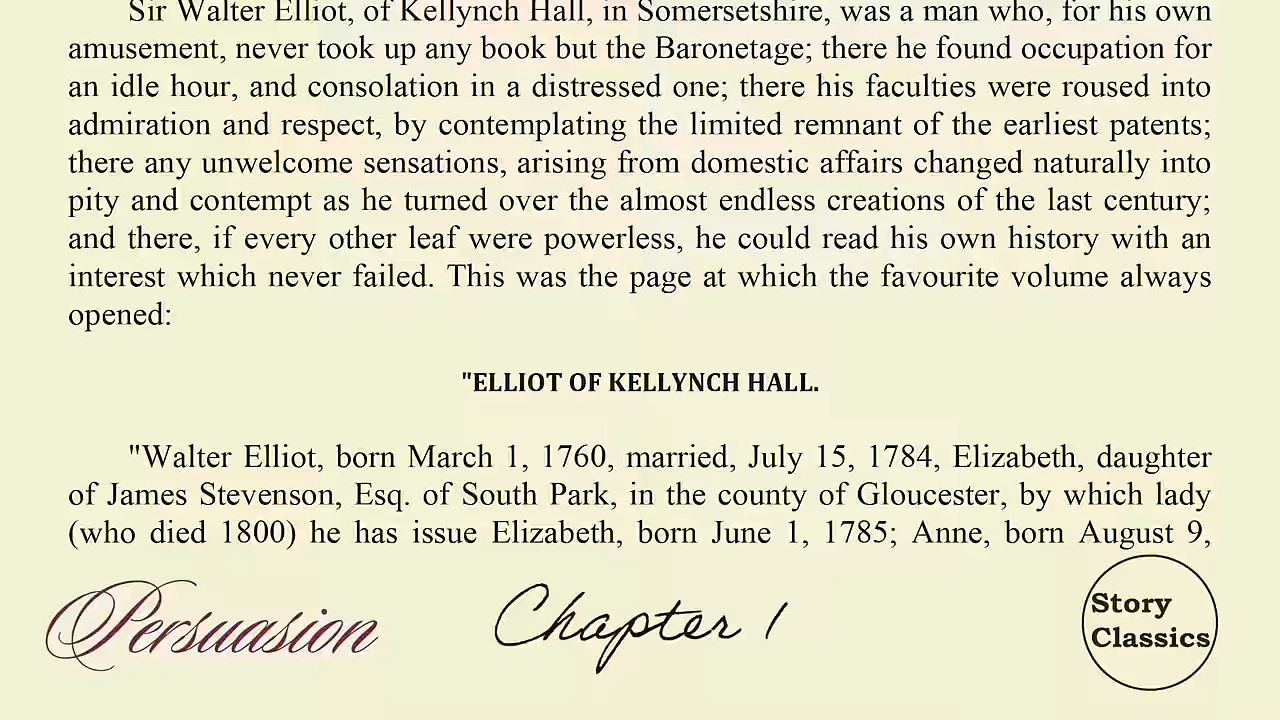 Sir Walter Elliot, of Kellynch Hall, in Somersetshire, was a man who, for his own
amusement, never took up any book but the Baronetage; there he found occupation for
an idle hour, and consolation in a distressed one; there his faculties were roused into
admiration and respect, by contemplating the limited remnant of the earliest patents;
there any unwelcome sensations, arising from domestic affairs changed naturally into
pity and contempt as he turned over the almost endless creations of the last century;
and there, if every other leaf were powerless, he could read his own history with an
interest which never failed. This was the page at which the favourite volume always
opened:
"ELLIOT OF KELLYNCH HALL.
"Walter Elliot, born March 1, 1760, married, July 15, 1784, Elizabeth, daughter
of James Stevenson, Esq. of South Park, in the county of Gloucester, by which lady
(who died 1800) he has issue Elizabeth, born June 1, 1785; Anne, born August 9,
Persuasion
Chapter 1
Story
Classics